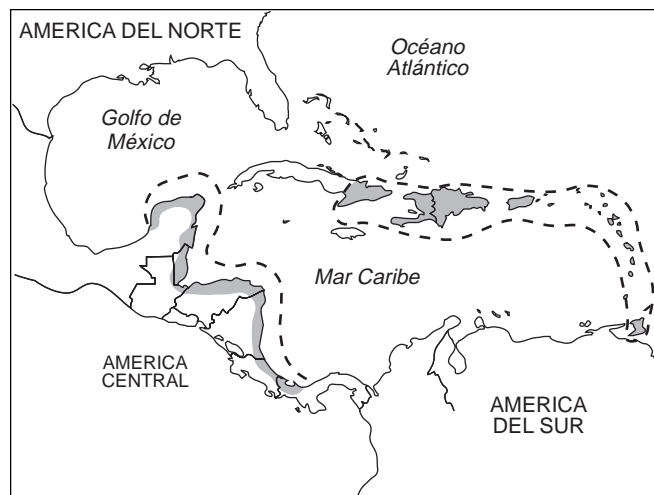 AMERICA DEL NORTE
Océano
Atlántico
Golfo de
México
Mar Caribe
AMERICA
CENTRAL
AMERICA
DEL SUR